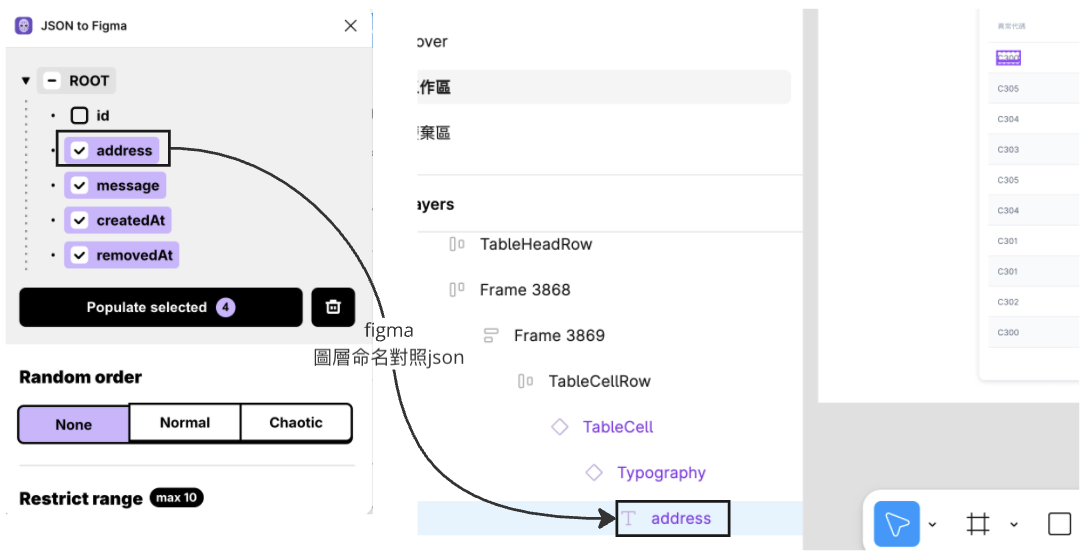 JSON to Figma
ROOT
id
address
message
createdAt
removedAt
Populate selected 4
Random order
None
Normal
Chaotic
Restrict range max 10
figma
圖層命名對照json
over
作區
棄區
ayers
TableHeadRow
Frame 3868
Frame 3869
TableCellRow
TableCell
Typography
address
異常代碼
C300
C305
C304
C303
C305
C304
C301
C301
C302
C300